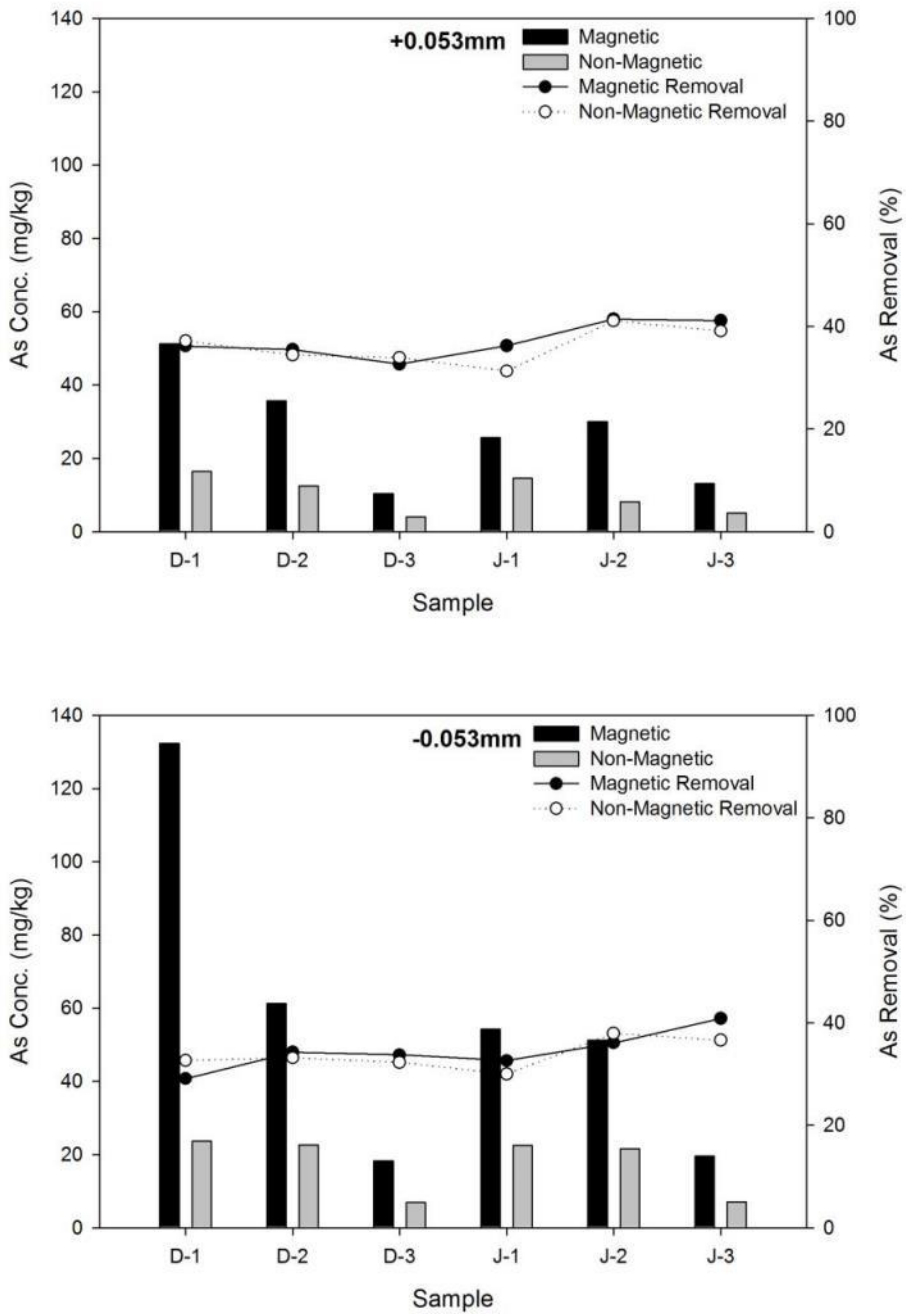 +0.053mm
Magnetic
Non-Magnetic
Magnetic Removal
Non-Magnetic Removal
As Conc. (mg/kg)
140
120
100
80
60
40
20
0
As Removal (%)
100
80
60
40
20
0
D-1 D-2 D-3 J-1 J-2 J-3
Sample
-0.053mm
Magnetic
Non-Magnetic
Magnetic Removal
Non-Magnetic Removal
As Conc. (mg/kg)
140
120
100
80
60
40
20
0
As Removal (%)
100
80
60
40
20
0
D-1 D-2 D-3 J-1 J-2 J-3
Sample